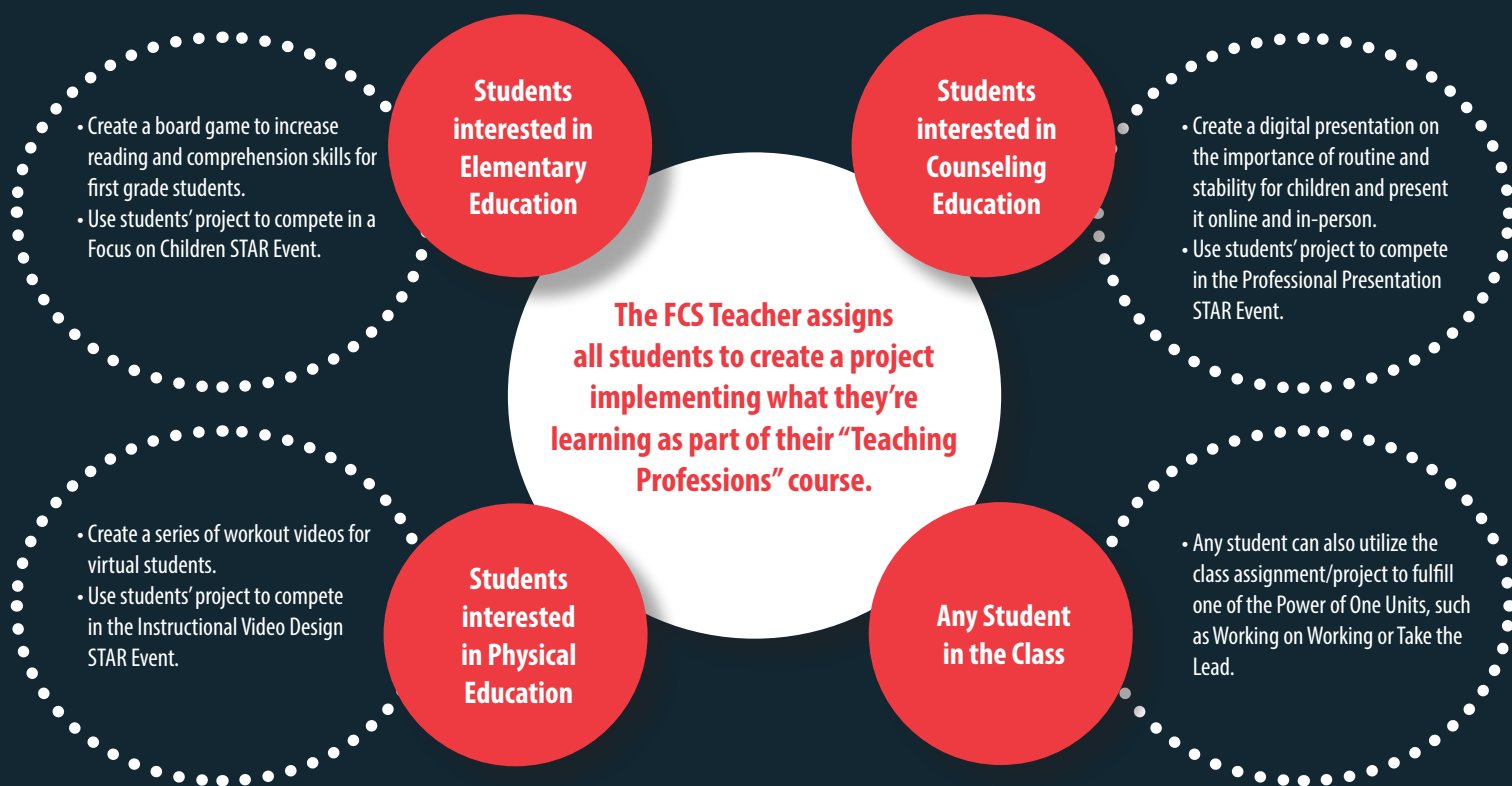 Students
interested in
Elementary
Education
• Create a board game to increase
reading and comprehension skills for
first grade students.
• Use students’ project to compete in a
Focus on Children STAR Event.
Students
interested in
Counseling
Education
• Create a digital presentation on
the importance of routine and
stability for children and present
it online and in-person.
• Use students’ project to compete
in the Professional Presentation
STAR Event.
The FCS Teacher assigns
all students to create a project
implementing what they’re
learning as part of their “Teaching
Professions” course.
Students
interested
in Physical
Education
• Create a series of workout videos for
virtual students.
• Use students’ project to compete
in the Instructional Video Design
STAR Event.
Any Student
in the Class
• Any student can also utilize the
class assignment/project to fulfill
one of the Power of One Units, such
as Working on Working or Take the
Lead.